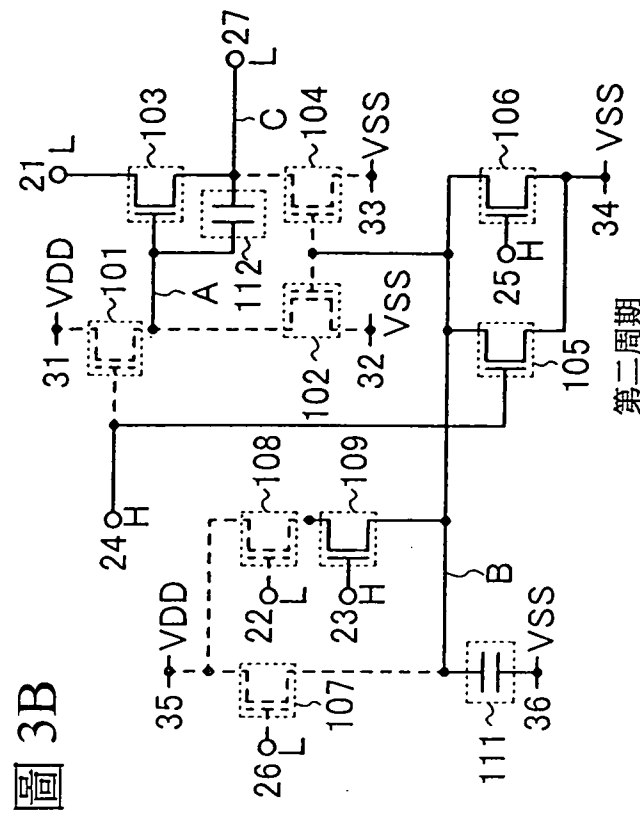 圖 3B
21 L
31 VDD
101
24 H
103
35 VDD
A
27 L
112
C
22 L
108
26 L
107
102
104
23 H
109
33 VSS
32 VSS
B
111
25 H
106
36 VSS
105
34 VSS
第二周期